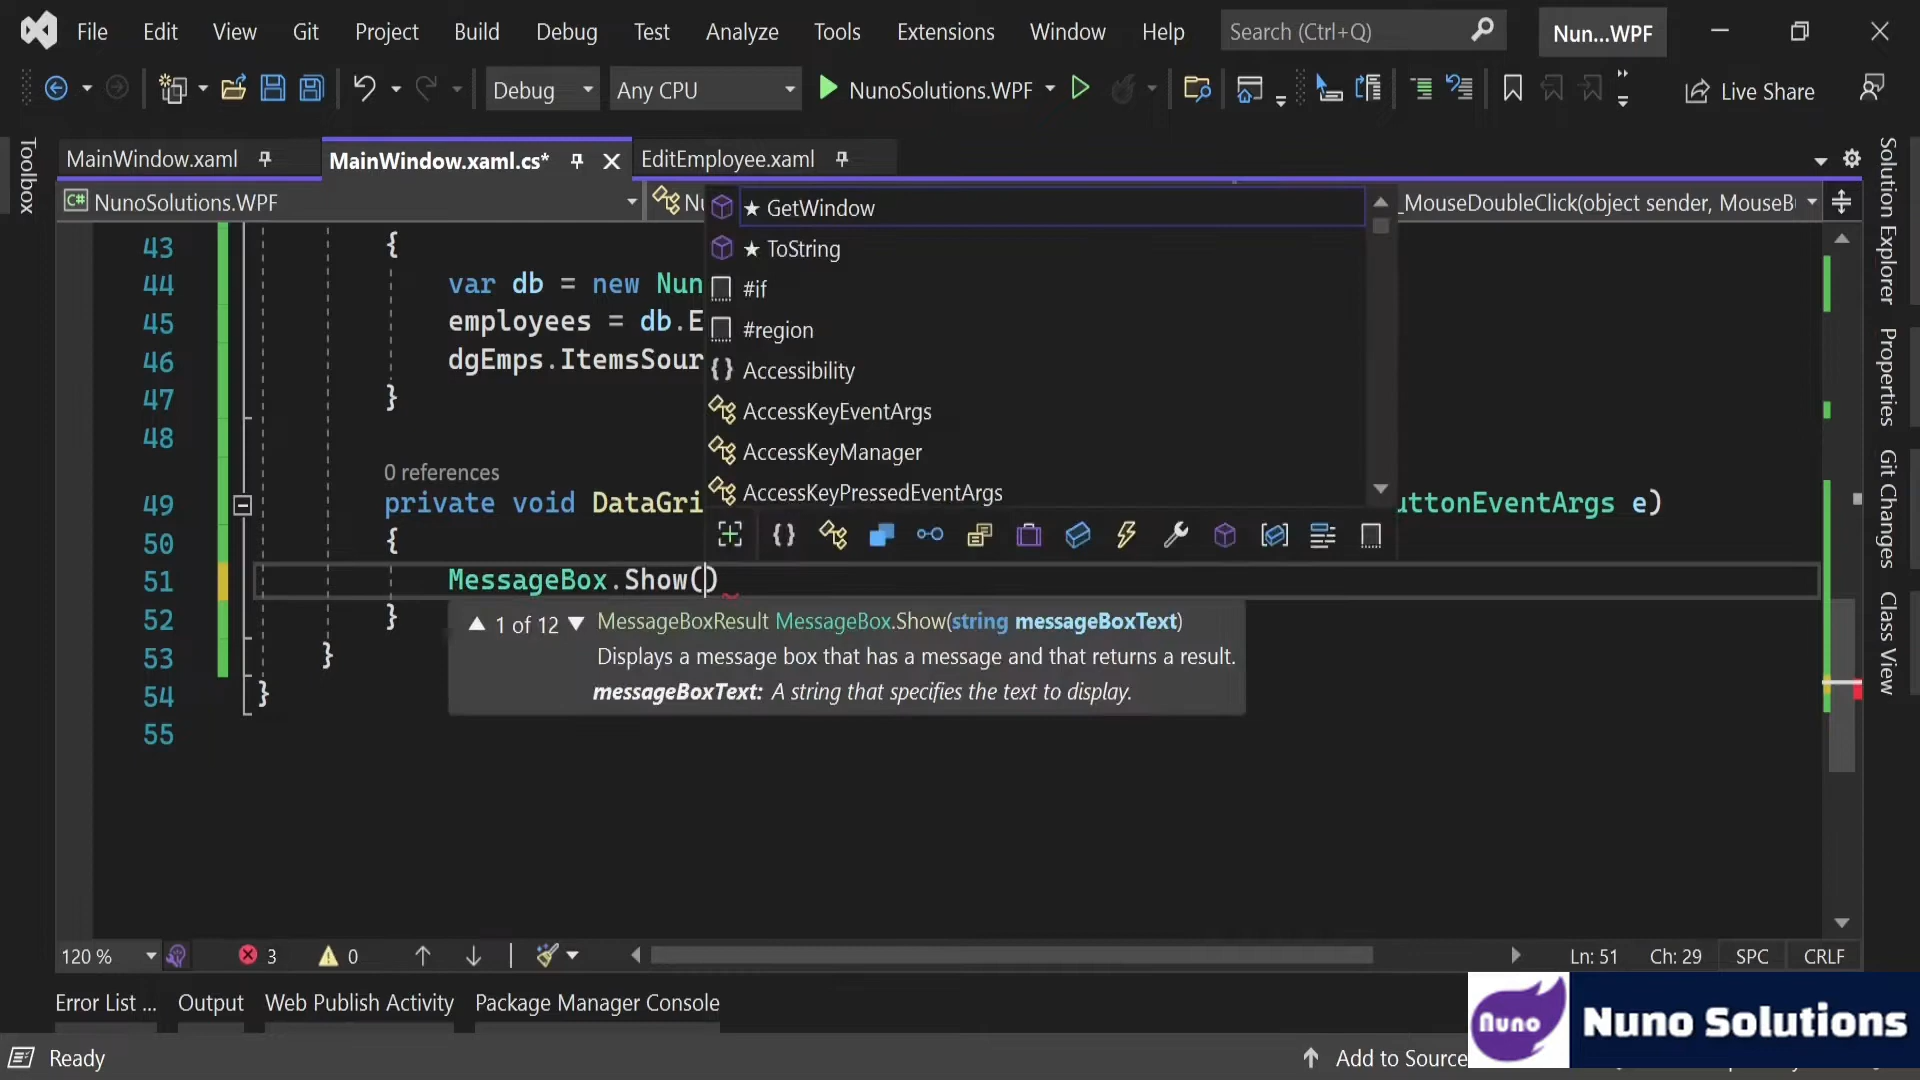 File Edit View Git Project Build Debug Test Analyze Tools Extensions Window Help Search (Ctrl+Q) Nun...WPF
Debug Any CPU NunoSolutions.WPF Live Share
Toolbox
MainWindow.xaml MainWindow.xaml.cs* EditEmployee.xaml
NunoSolutions.WPF _MouseDoubleClick(object sender, MouseB
★ GetWindow
★ ToString
#if
#region
Accessibility
AccessKeyEventArgs
AccessKeyManager
AccessKeyPressedEventArgs
43 {
44 var db = new Nun
45 employees = db.E
46 dgEmps.ItemsSour
47 }
48
0 references
49 private void DataGri uttonEventArgs e)
50 {
51 MessageBox.Show()
52 }
53 }
54 }
55
▲ 1 of 12 ▼ MessageBoxResult MessageBox.Show(string messageBoxText)
Displays a message box that has a message and that returns a result.
messageBoxText: A string that specifies the text to display.
Solution Explorer
Properties
Git Changes
Class View
120 % 3 0 Ln: 51 Ch: 29 SPC CRLF
Error List ... Output Web Publish Activity Package Manager Console
Ready Add to Source
Nuno Nuno Solutions